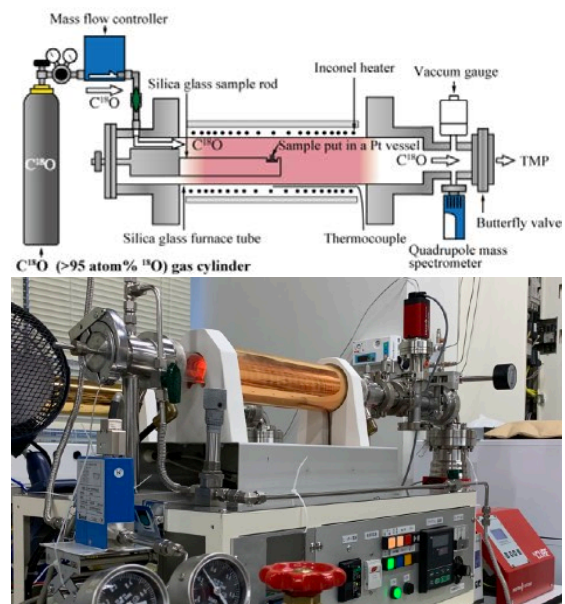 Mass flow controller
C¹⁸O
Silica glass sample rod
Inconel heater
Vaccum gauge
C¹⁸O
Sample put in a Pt vessel
C¹⁸O
TMP
C¹⁸O
Silica glass furnace tube
Thermocouple
Butterfly valve
Quadrupole mass
spectrometer
C¹⁸O (>95 atom% ¹⁸O) gas cylinder